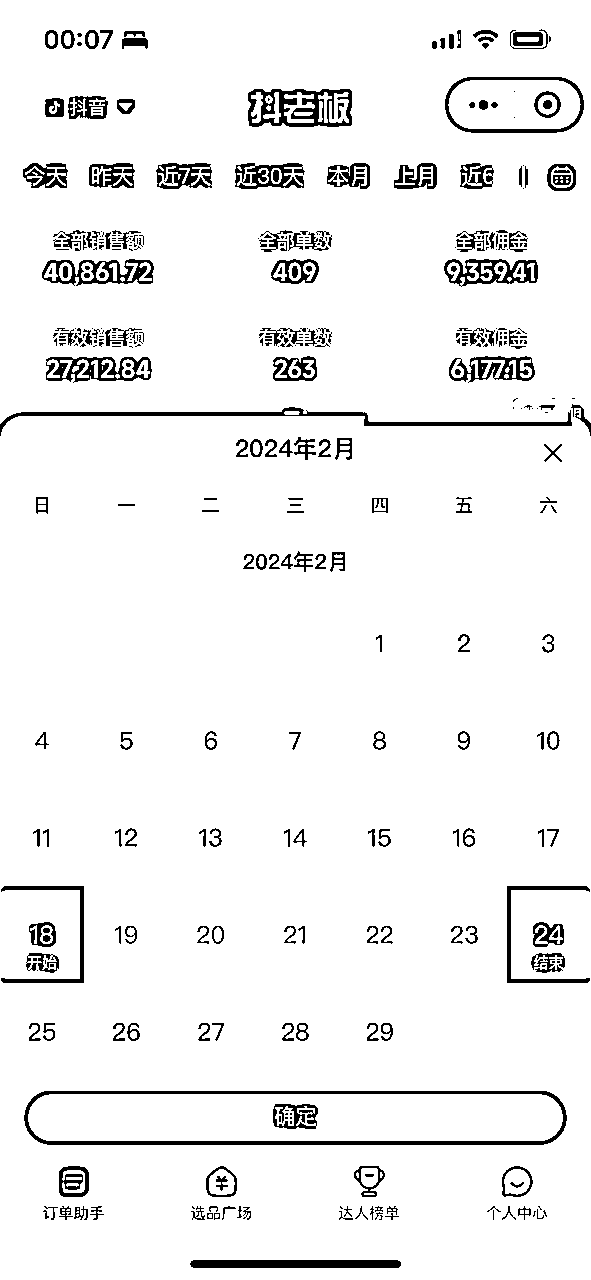 00:07
抖音 抖老板
今天 昨天 近7天 近30天 本月 上月 近6
全部销售额 全部单数 全部佣金
40,861.72 409 9,359.41
有效销售额 有效单数 有效佣金
27,212.84 263 6,177.15
2024年2月
日 一 二 三 四 五 六
2024年2月
1 2 3
4 5 6 7 8 9 10
11 12 13 14 15 16 17
18 19 20 21 22 23 24
开始 结束
25 26 27 28 29
确定
订单助手 选品广场 达人榜单 个人中心